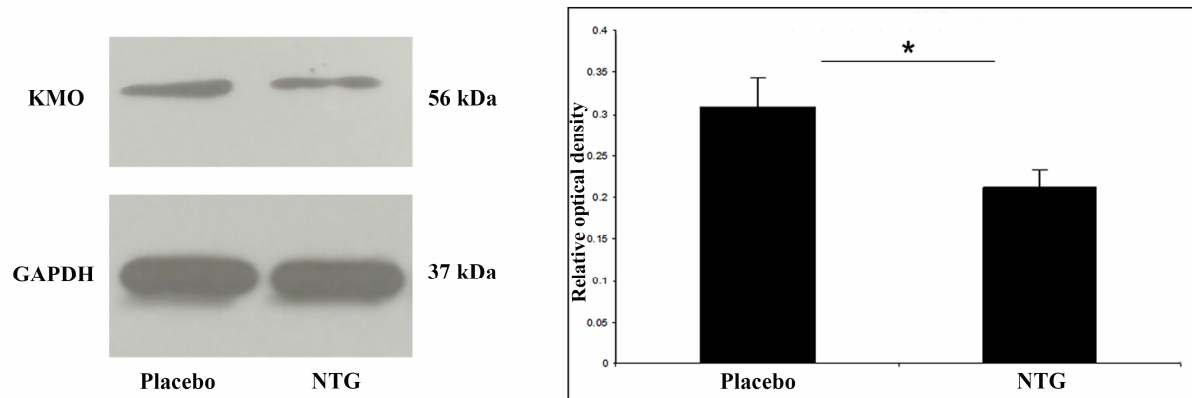 KMO
56 kDa
GAPDH
37 kDa
Placebo NTG
Relative optical density
0.4
0.35
0.3
0.25
0.2
0.15
0.1
0.05
0
*
Placebo NTG